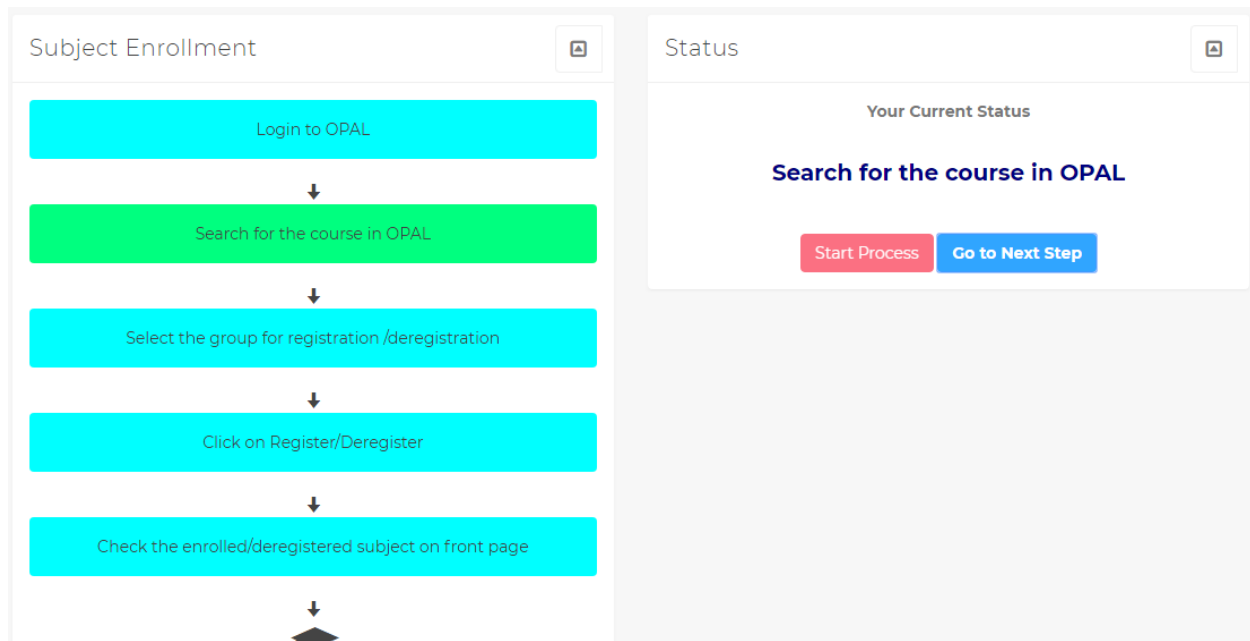 Subject Enrollment
Login to OPAL
Search for the course in OPAL
Select the group for registration /deregistration
Click on Register/Deregister
Check the enrolled/deregistered subject on front page
Status
Your Current Status
Search for the course in OPAL
Start Process
Go to Next Step